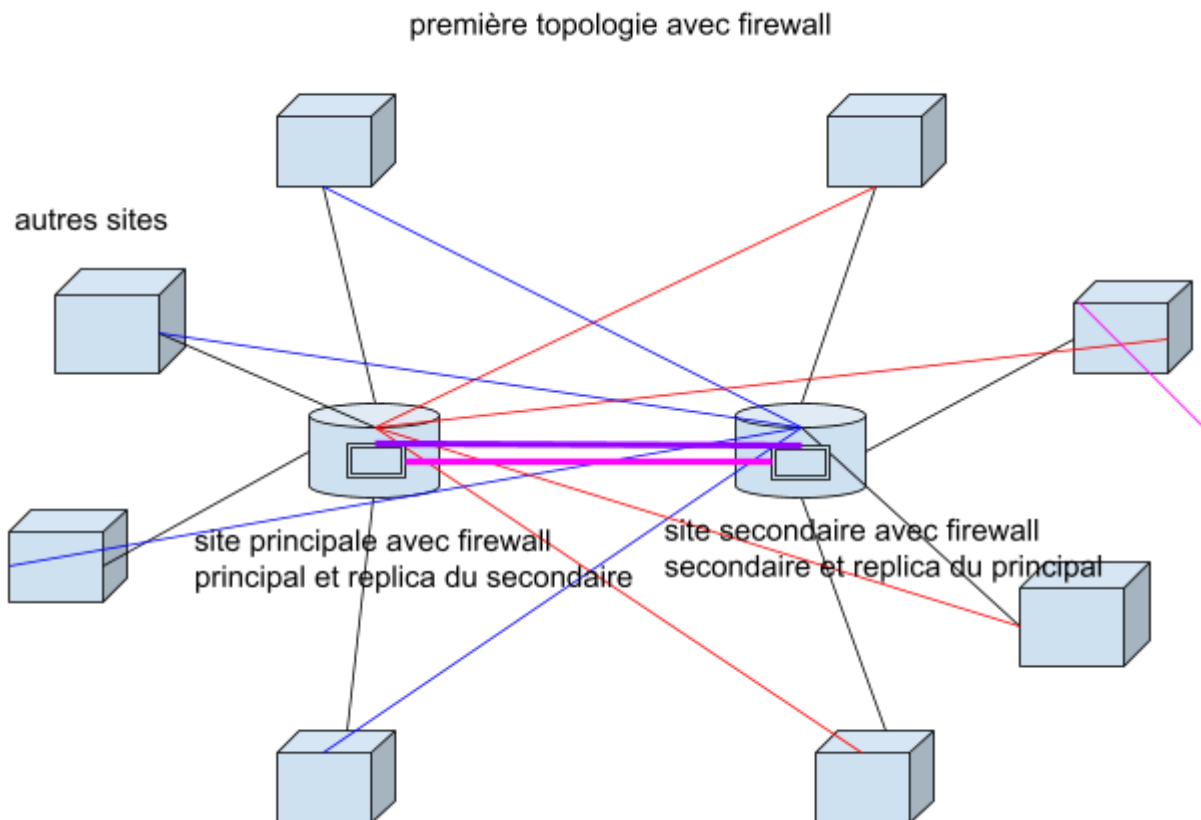 première topologie avec firewall
autres sites
site principale avec firewall
principal et replica du secondaire
site secondaire avec firewall
secondaire et replica du principal